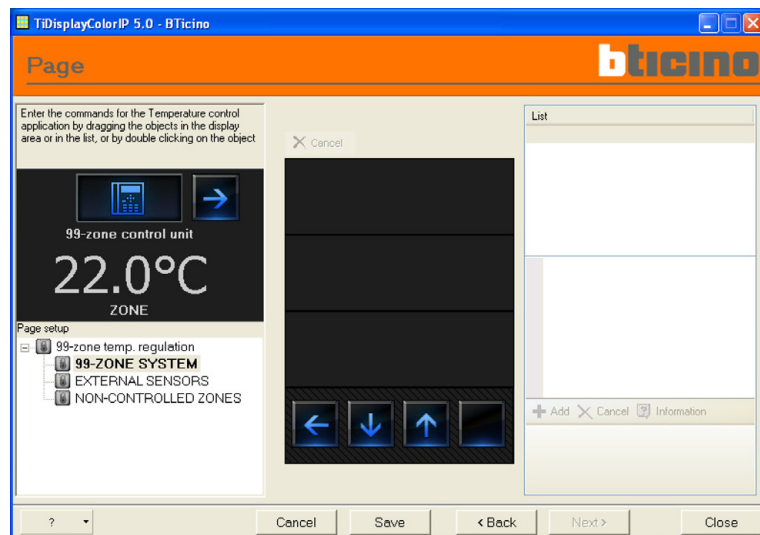 TiDisplayColorIP 5.0 - BTicino
Page
bticino
Enter the commands for the Temperature control
application by dragging the objects in the display
area or in the list, or by double clicking on the object
Cancel
List
99-zone control unit
22.0°C
ZONE
Page setup
99-zone temp. regulation
99-ZONE SYSTEM
EXTERNAL SENSORS
NON-CONTROLLED ZONES
Add Cancel Information
? Cancel Save < Back Next > Close